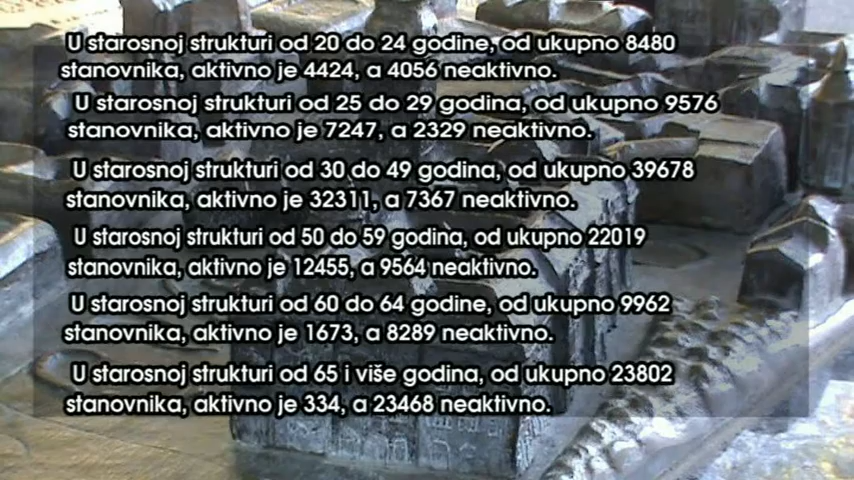 U starosnoj strukturi od 20 do 24 godine, od ukupno 8480
stanovnika, aktivno je 4424, a 4056 neaktivno.
U starosnoj strukturi od 25 do 29 godina, od ukupno 9576
stanovnika, aktivno je 7247, a 2329 neaktivno.
U starosnoj strukturi od 30 do 49 godina, od ukupno 39678
stanovnika, aktivno je 32311, a 7367 neaktivno.
U starosnoj strukturi od 50 do 59 godina, od ukupno 22019
stanovnika, aktivno je 12455, a 9564 neaktivno.
U starosnoj strukturi od 60 do 64 godine, od ukupno 9962
stanovnika, aktivno je 1673, a 8289 neaktivno.
U starosnoj strukturi od 65 i više godina, od ukupno 23802
stanovnika, aktivno je 334, a 23468 neaktivno.